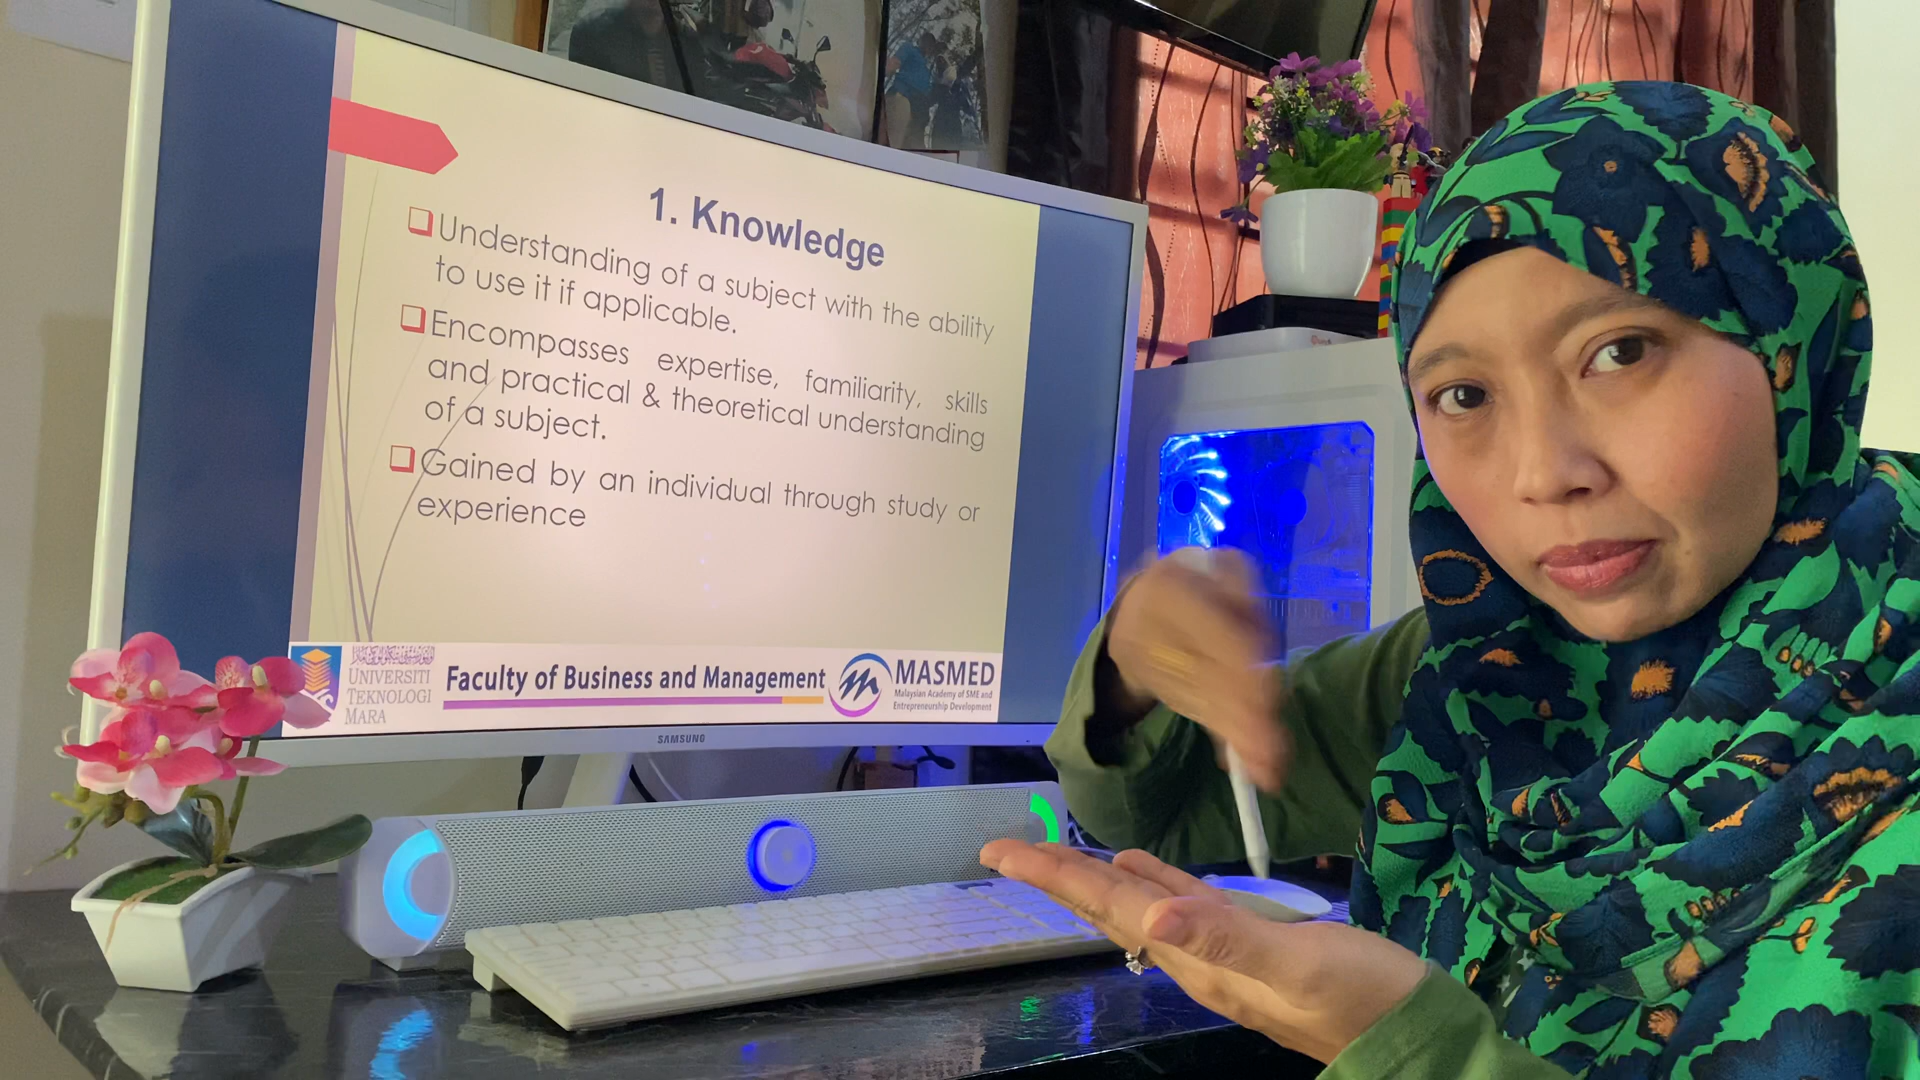 1. Knowledge
❑Understanding of a subject with the ability
to use it if applicable.
❑Encompasses expertise, familiarity, skills
and practical & theoretical understanding
of a subject.
❑Gained by an individual through study or
experience
UNIVERSITI
TEKNOLOGI
MARA
Faculty of Business and Management
MASMED
Malaysian Academy of SME and
Entrepreneurship Development
SAMSUNG